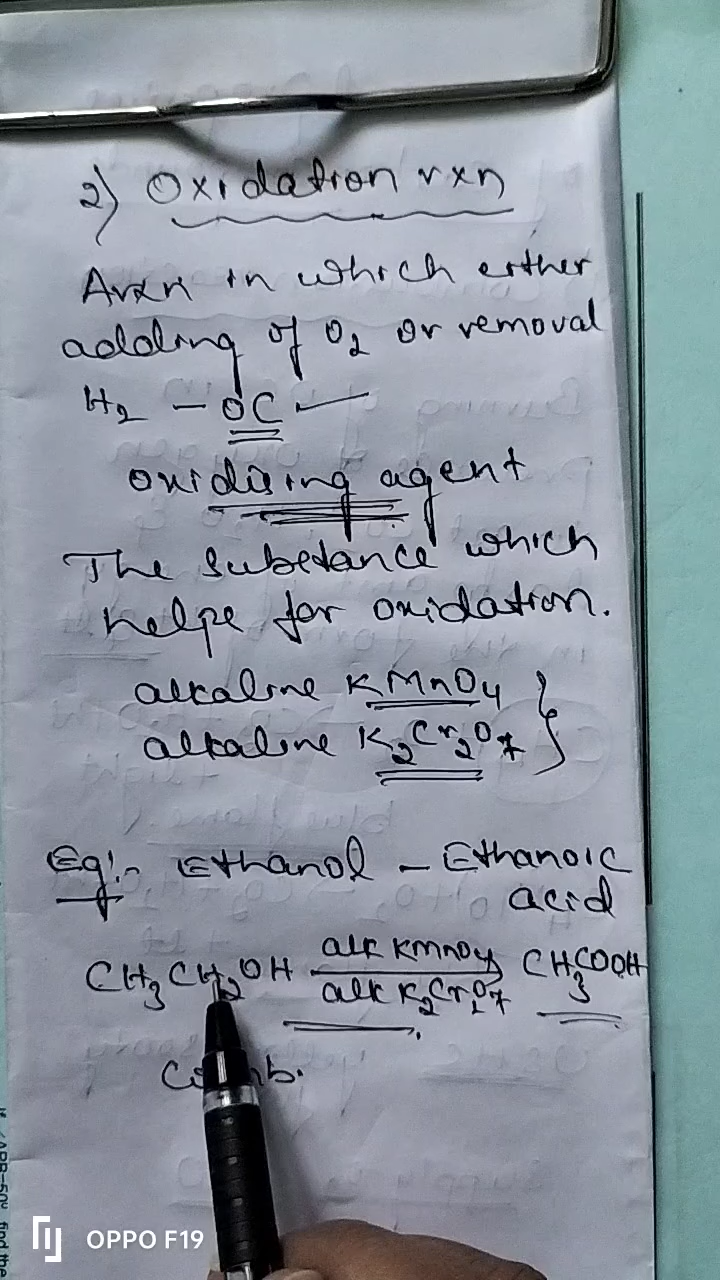 2) Oxidation rxn
A rxn in which either
adding of O2 or removal
H2 - OC
oxidising agent
The substance which
helps for oxidation.
alkaline KMnO4
alkaline K2Cr2O7 }
Eg:- Ethanol - Ethanoic
acid
CH3CH2OH alk KMnO4 CH3COOH
alk K2Cr2O7
OPPO F19